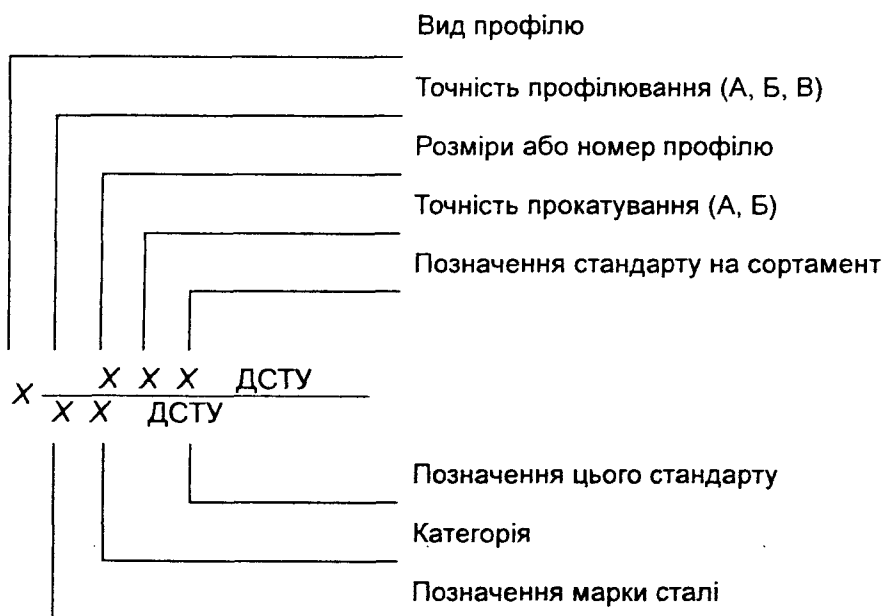 Вид профілю
Точність профілювання (А, Б, В)
Розміри або номер профілю
Точність прокатування (А, Б)
Позначення стандарту на сортамент
X X X ДСТУ
X
X X ДСТУ
Позначення цього стандарту
Категорія
Позначення марки сталі